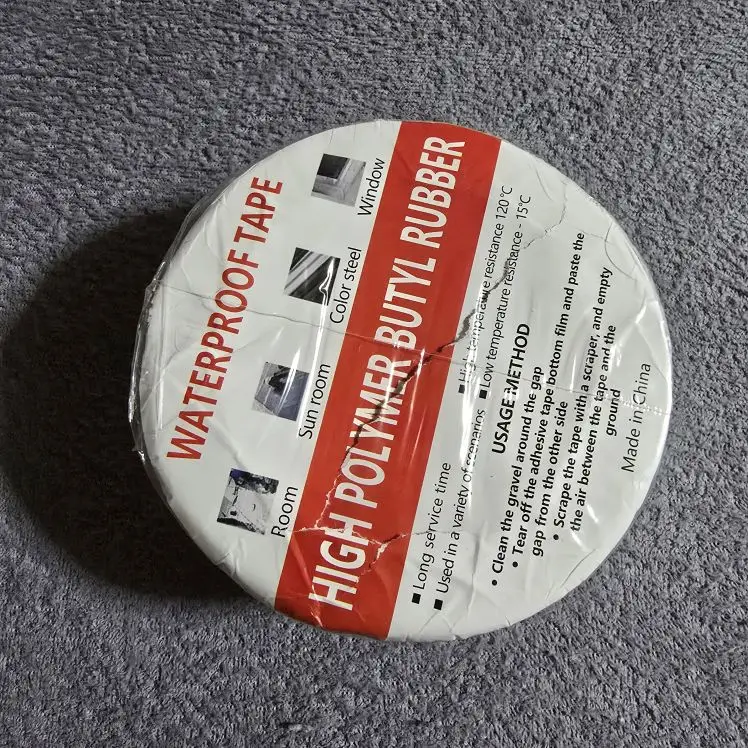 WATERPROOF TAPE
Room
Sun room
Color steel
Window
HIGH POLYMER BUTYL RUBBER
■ Long service time
■ High temperature resistance 120°C
■ Used in a variety of scenarios
■ Low temperature resistance - 15°C
USAGE METHOD
• Clean the gravel around the gap
• Tear off the adhesive tape bottom film and paste the
gap from the other side
• Scrape the tape with a scraper, and empty
the air between the tape and the
ground
Made in China